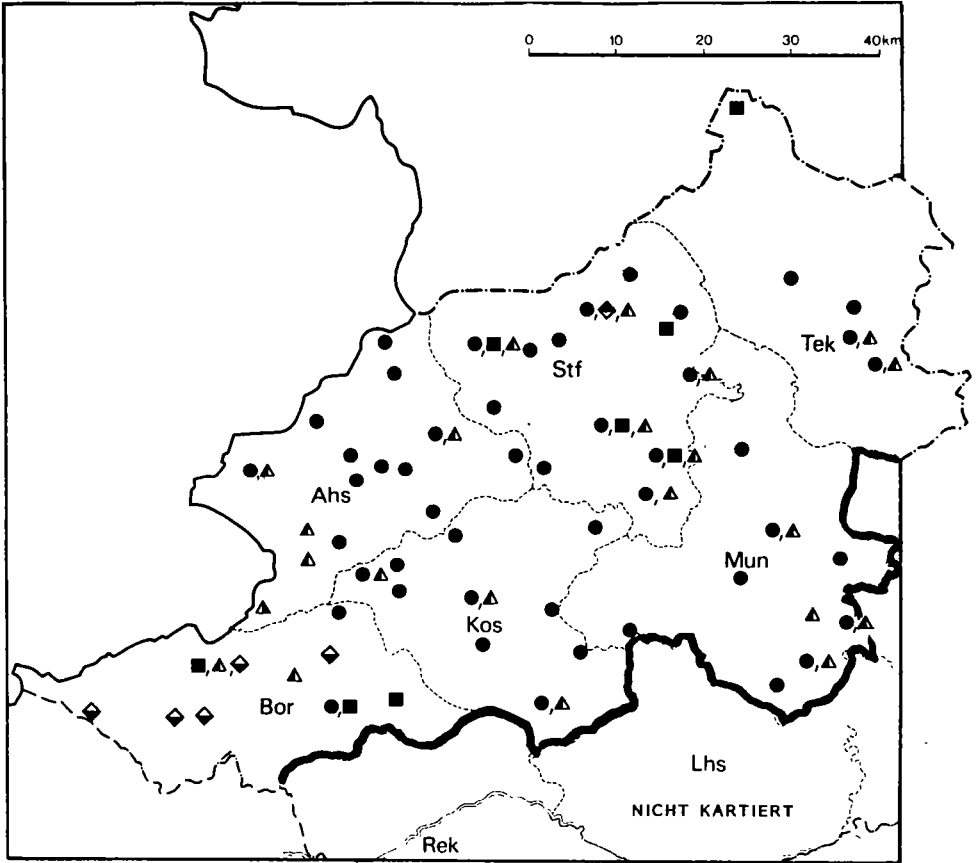 0 10 20 30 40km
Tek
Stf
Ahs
Mun
Kos
Bor
Lhs
NICHT KARTIERT
Rek